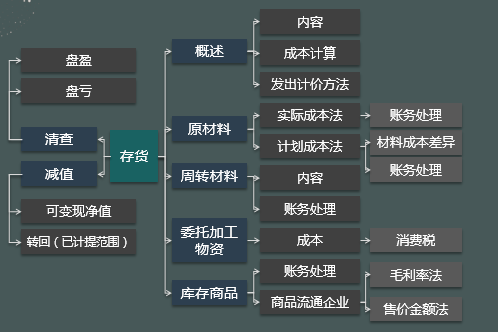 盘盈
盘亏
清查
减值
可变现净值
转回（已计提范围）
存货
概述
内容
成本计算
发出计价方法
原材料
实际成本法
账务处理
计划成本法
材料成本差异
账务处理
周转材料
内容
账务处理
委托加工
物资
成本
消费税
库存商品
账务处理
商品流通企业
毛利率法
售价金额法